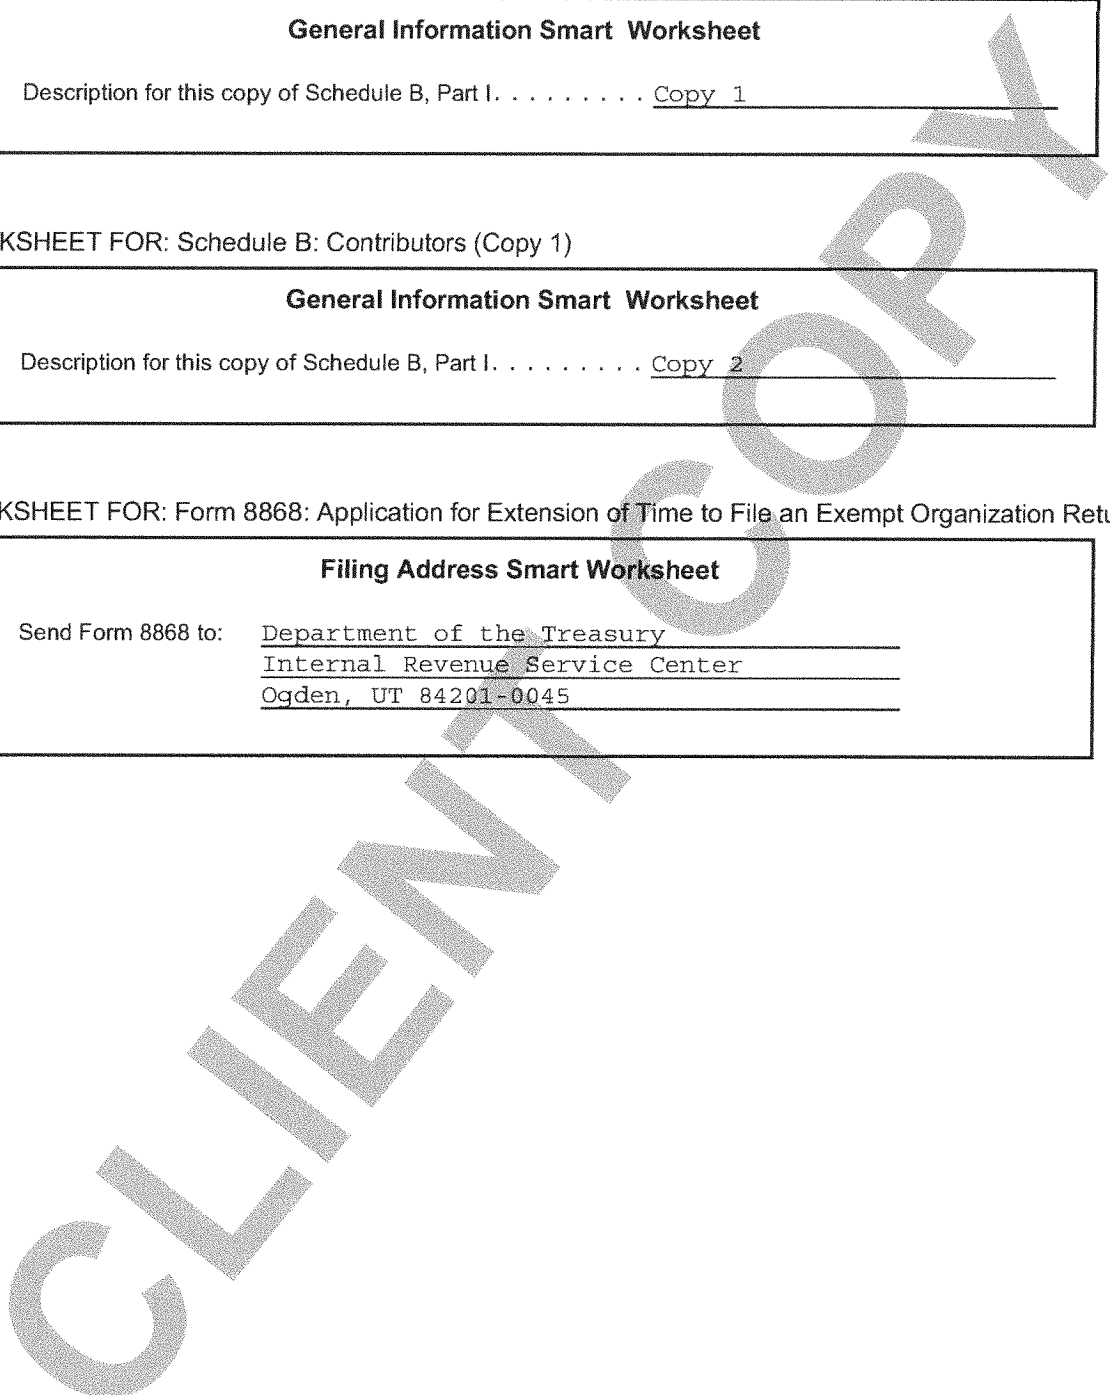 General Information Smart Worksheet
Description for this copy of Schedule B, Part I. . . . . . . . . Copy 1
KSHEET FOR: Schedule B: Contributors (Copy 1)
General Information Smart Worksheet
Description for this copy of Schedule B, Part I. . . . . . . . . Copy 2
KSHEET FOR: Form 8868: Application for Extension of Time to File an Exempt Organization Retu
Filing Address Smart Worksheet
Send Form 8868 to: Department of the Treasury
Internal Revenue Service Center
Ogden, UT 84201-0045
CLIENT COPY